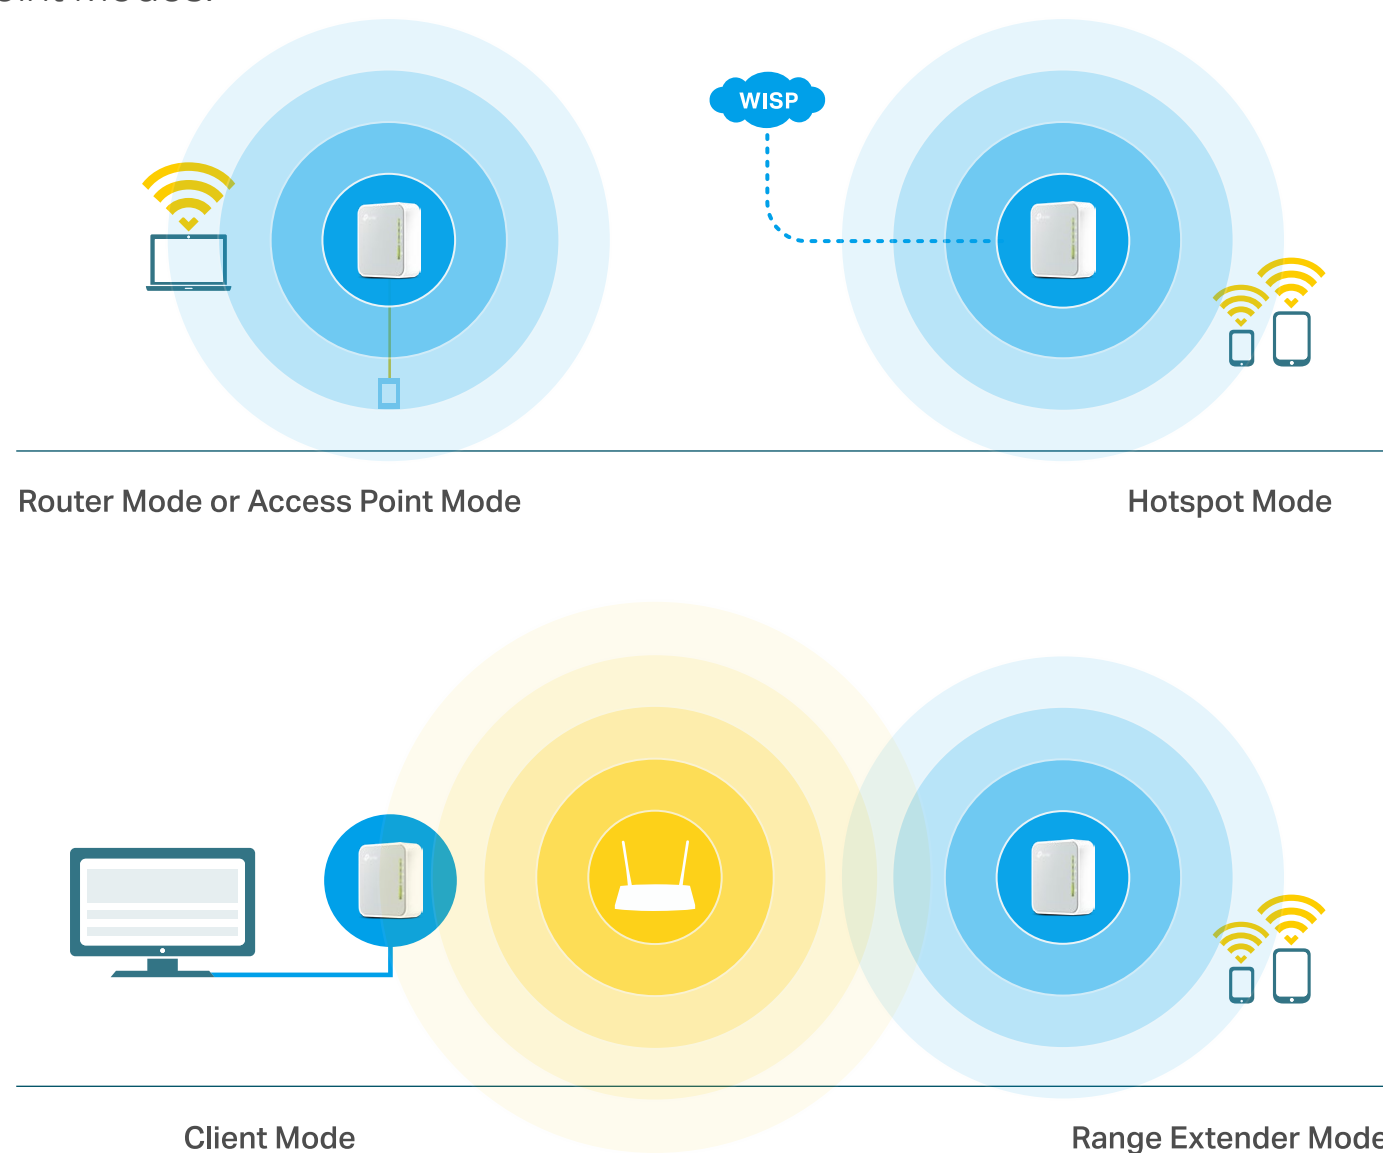 WISP
Router Mode or Access Point Mode
Hotspot Mode
Client Mode
Range Extender Mode